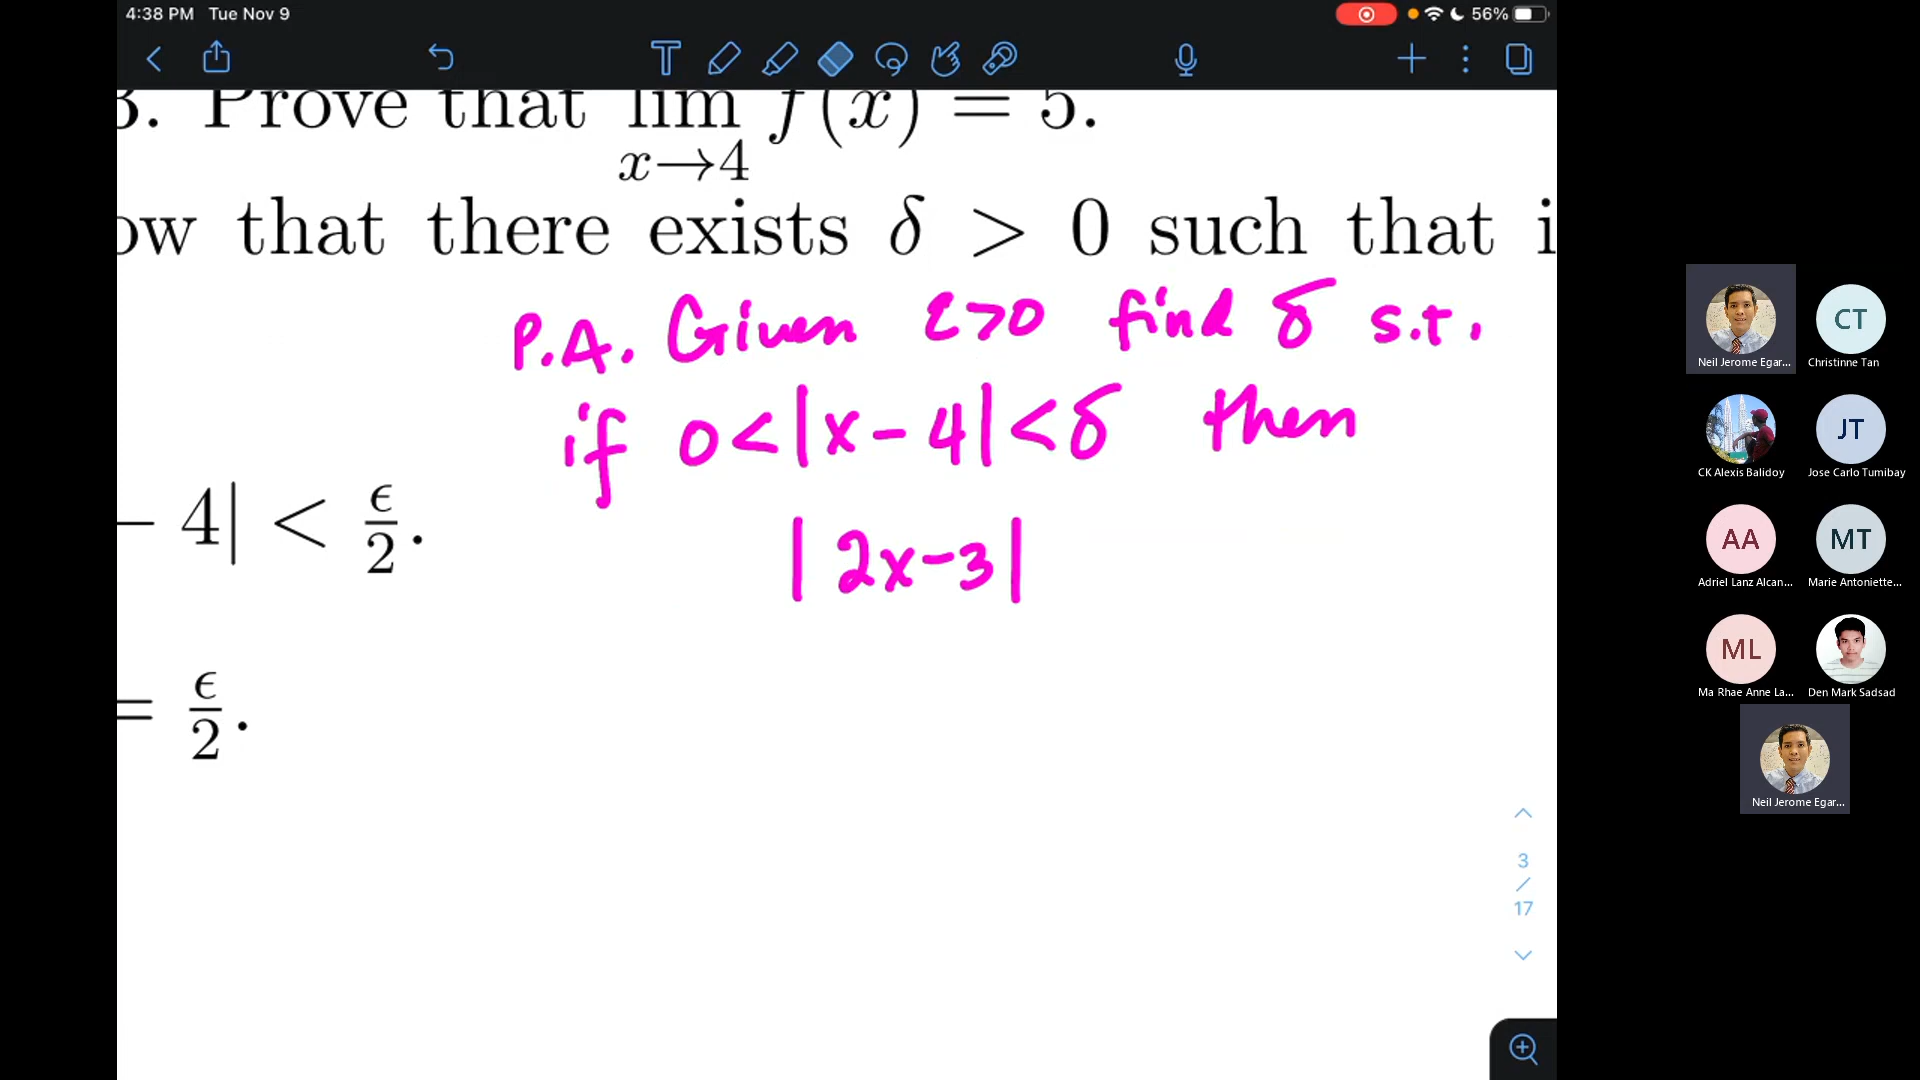 4:38 PM Tue Nov 9
56%
3. Prove that lim f(x) = 5.
x→4
ow that there exists δ > 0 such that i
P.A. Given ε>0 find δ s.t.
if 0<|x-4|<δ then
− 4| < ϵ/2.
|2x-3|
= ϵ/2.
3
/
17
Neil Jerome Egar...
CT
Christinne Tan
CK Alexis Balidoy
JT
Jose Carlo Tumibay
AA
Adriel Lanz Alcan...
MT
Marie Antoniette...
ML
Ma Rhae Anne La...
Den Mark Sadsad
Neil Jerome Egar...